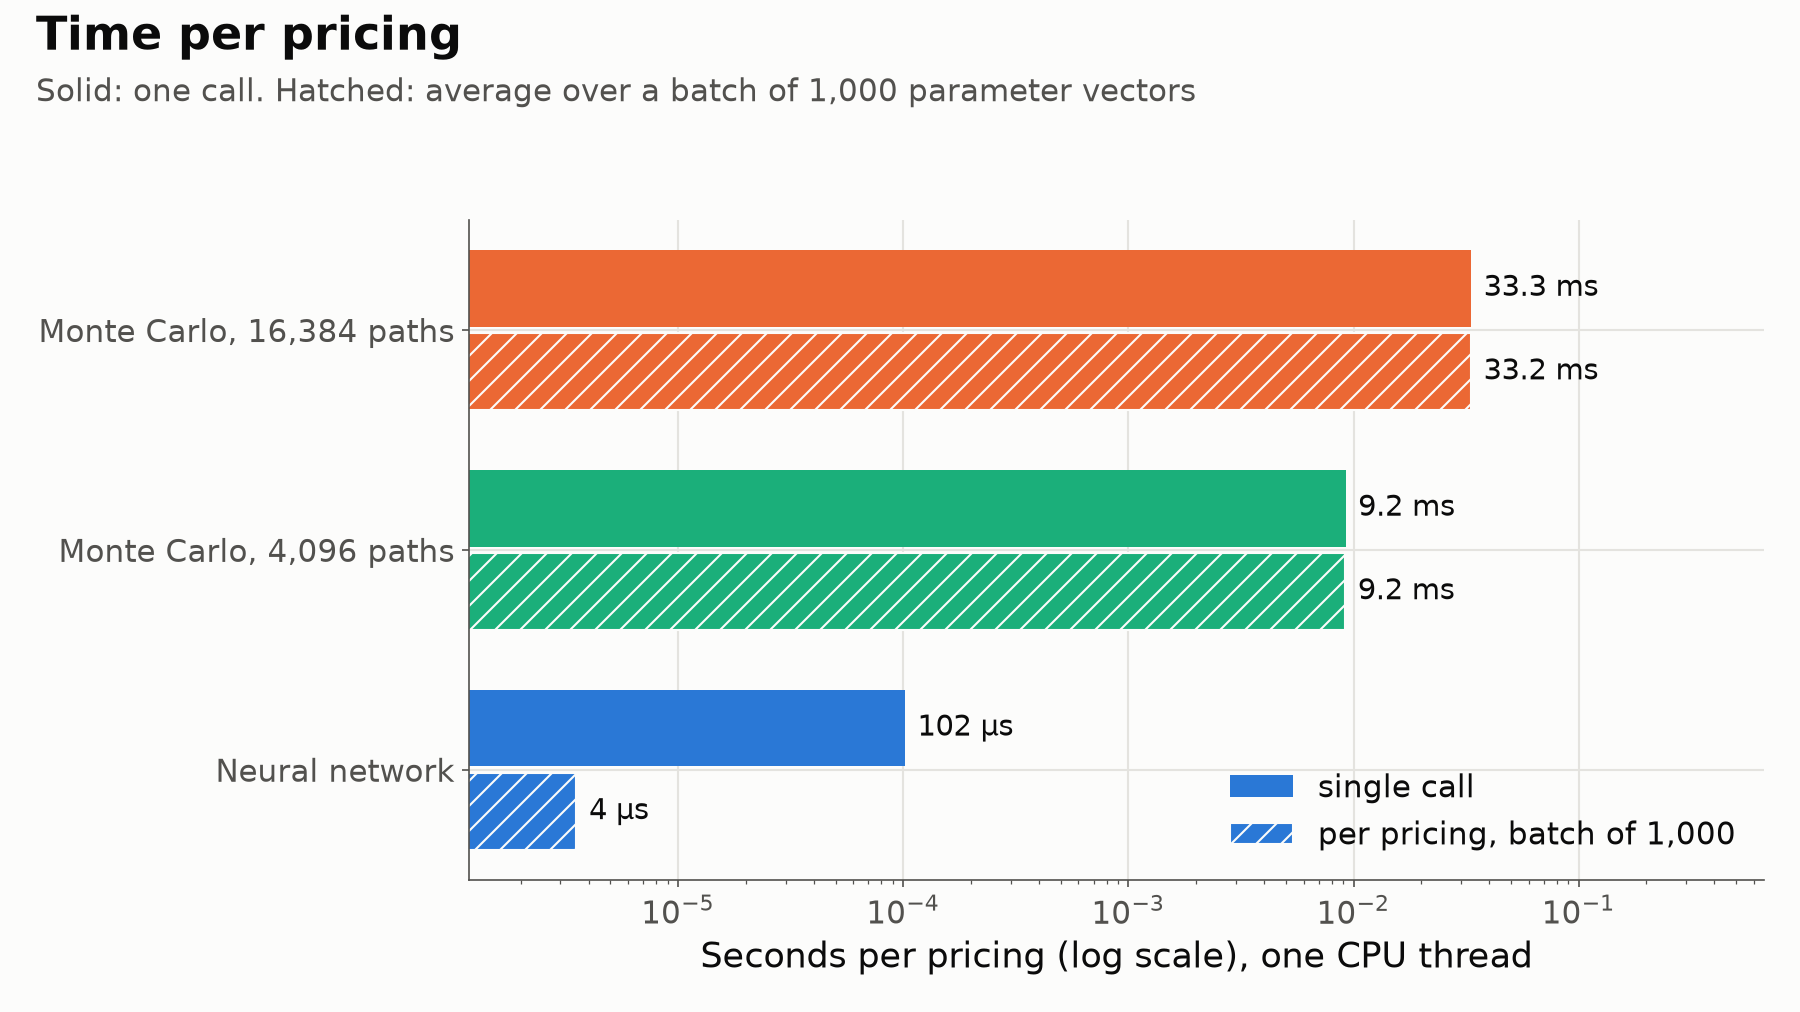 Time per pricing
Solid: one call. Hatched: average over a batch of 1,000 parameter vectors
Monte Carlo, 16,384 paths
33.3 ms
33.2 ms
Monte Carlo, 4,096 paths
9.2 ms
9.2 ms
Neural network
102 µs
4 µs
single call
per pricing, batch of 1,000
10⁻⁵ 10⁻⁴ 10⁻³ 10⁻² 10⁻¹
Seconds per pricing (log scale), one CPU thread